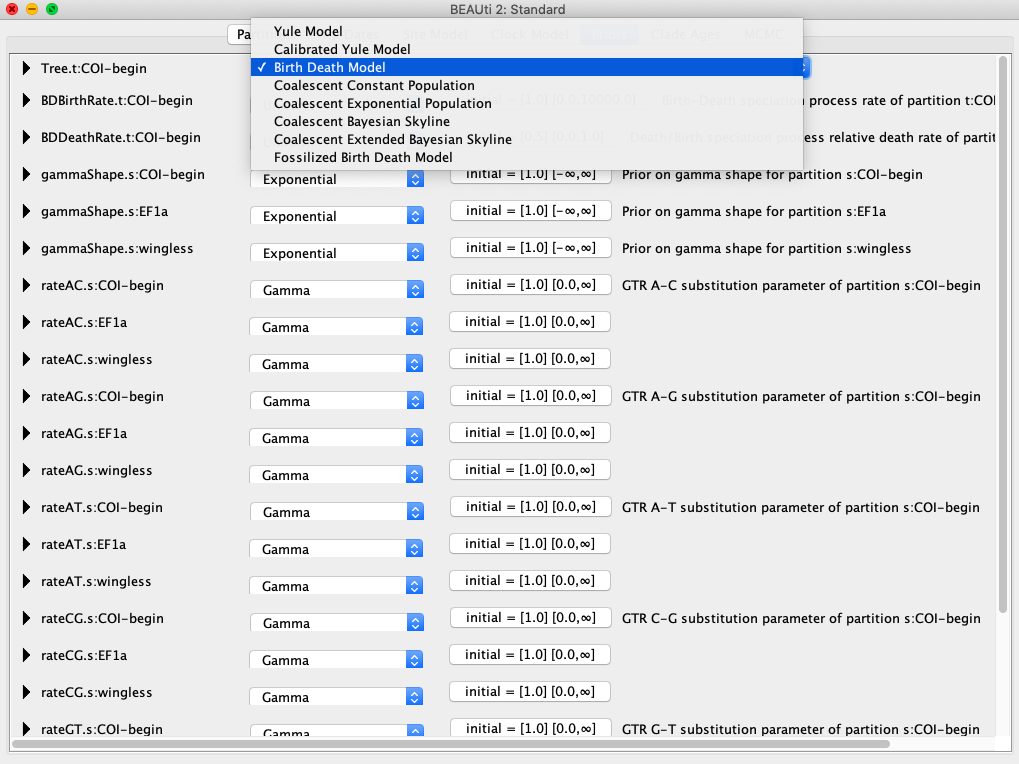 BEAUti 2: Standard
Pa Dates Site Model Clock Model Priors Clade Ages MCMC
Yule Model
Calibrated Yule Model
Tree.t:COI-begin ✓ Birth Death Model
Coalescent Constant Population
BDBirthRate.t:COI-begin Coalescent Exponential Population = [1.0] [0.0,10000.0] Birth-Death speciation process rate of partition t:COI
Coalescent Bayesian Skyline
BDDeathRate.t:COI-begin Coalescent Extended Bayesian Skyline [0.5] [0.0,1.0] Death/Birth speciation process relative death rate of partit
Fossilized Birth Death Model
gammaShape.s:COI-begin Exponential initial = [1.0] [-∞,∞] Prior on gamma shape for partition s:COI-begin
gammaShape.s:EF1a Exponential initial = [1.0] [-∞,∞] Prior on gamma shape for partition s:EF1a
gammaShape.s:wingless Exponential initial = [1.0] [-∞,∞] Prior on gamma shape for partition s:wingless
rateAC.s:COI-begin Gamma initial = [1.0] [0.0,∞] GTR A-C substitution parameter of partition s:COI-begin
rateAC.s:EF1a Gamma initial = [1.0] [0.0,∞]
rateAC.s:wingless Gamma initial = [1.0] [0.0,∞]
rateAG.s:COI-begin Gamma initial = [1.0] [0.0,∞] GTR A-G substitution parameter of partition s:COI-begin
rateAG.s:EF1a Gamma initial = [1.0] [0.0,∞]
rateAG.s:wingless Gamma initial = [1.0] [0.0,∞]
rateAT.s:COI-begin Gamma initial = [1.0] [0.0,∞] GTR A-T substitution parameter of partition s:COI-begin
rateAT.s:EF1a Gamma initial = [1.0] [0.0,∞]
rateAT.s:wingless Gamma initial = [1.0] [0.0,∞]
rateCG.s:COI-begin Gamma initial = [1.0] [0.0,∞] GTR C-G substitution parameter of partition s:COI-begin
rateCG.s:EF1a Gamma initial = [1.0] [0.0,∞]
rateCG.s:wingless Gamma initial = [1.0] [0.0,∞]
rateGT.s:COI-begin Gamma initial = [1.0] [0.0,∞] GTR G-T substitution parameter of partition s:COI-begin